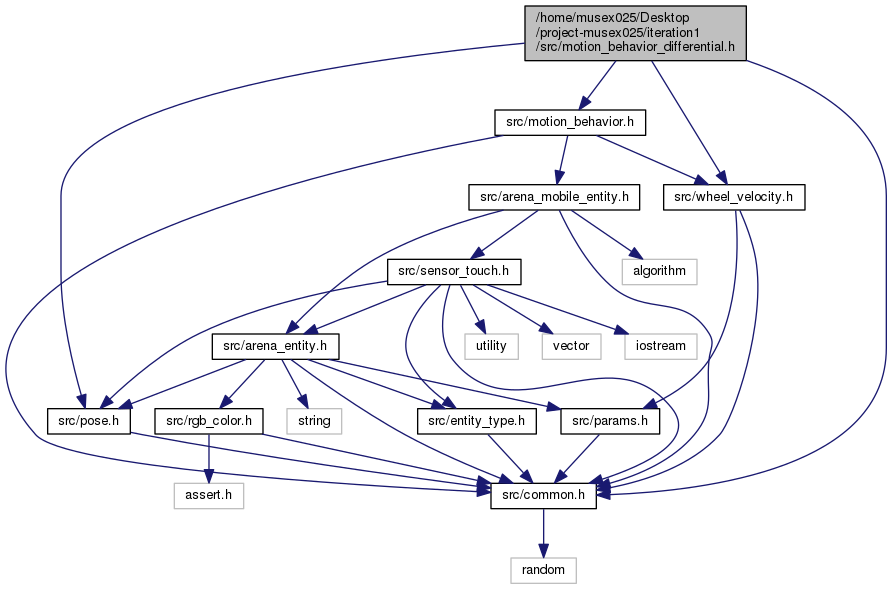 /home/musex025/Desktop
/project-musex025/iteration1
/src/motion_behavior_differential.h
src/motion_behavior.h
src/arena_mobile_entity.h
src/wheel_velocity.h
src/sensor_touch.h
algorithm
src/arena_entity.h
utility
vector
iostream
src/pose.h
src/rgb_color.h
string
src/entity_type.h
src/params.h
assert.h
src/common.h
random